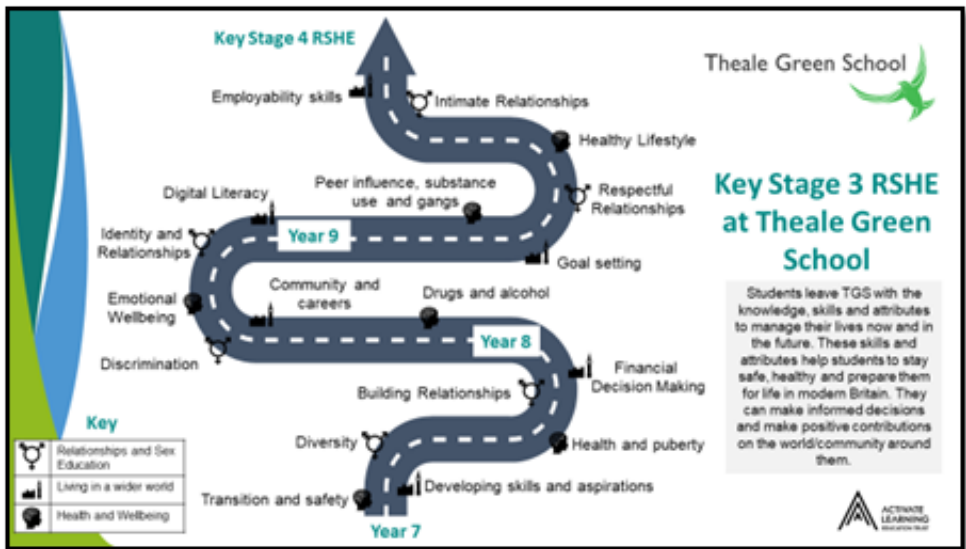 Key Stage 4 RSHE
Employability skills
Intimate Relationships
Healthy Lifestyle
Peer influence, substance
use and gangs
Respectful
Relationships
Digital Literacy
Year 9
Identity and
Relationships
Goal setting
Emotional
Wellbeing
Community and
careers
Drugs and alcohol
Discrimination
Year 8
Financial
Decision Making
Building Relationships
Diversity
Health and puberty
Developing skills and aspirations
Transition and safety
Year 7
Key
Relationships and Sex
Education
Living in a wider world
Health and Wellbeing
Theale Green School
Key Stage 3 RSHE
at Theale Green
School
Students leave TGS with the
knowledge, skills and attributes
to manage their lives now and in
the future. These skills and
attributes help students to stay
safe, healthy and prepare them
for life in modern Britain. They
can make informed decisions
and make positive contributions
on the world/community around
them.
ACTIVATE
LEARNING
EDUCATION TRUST